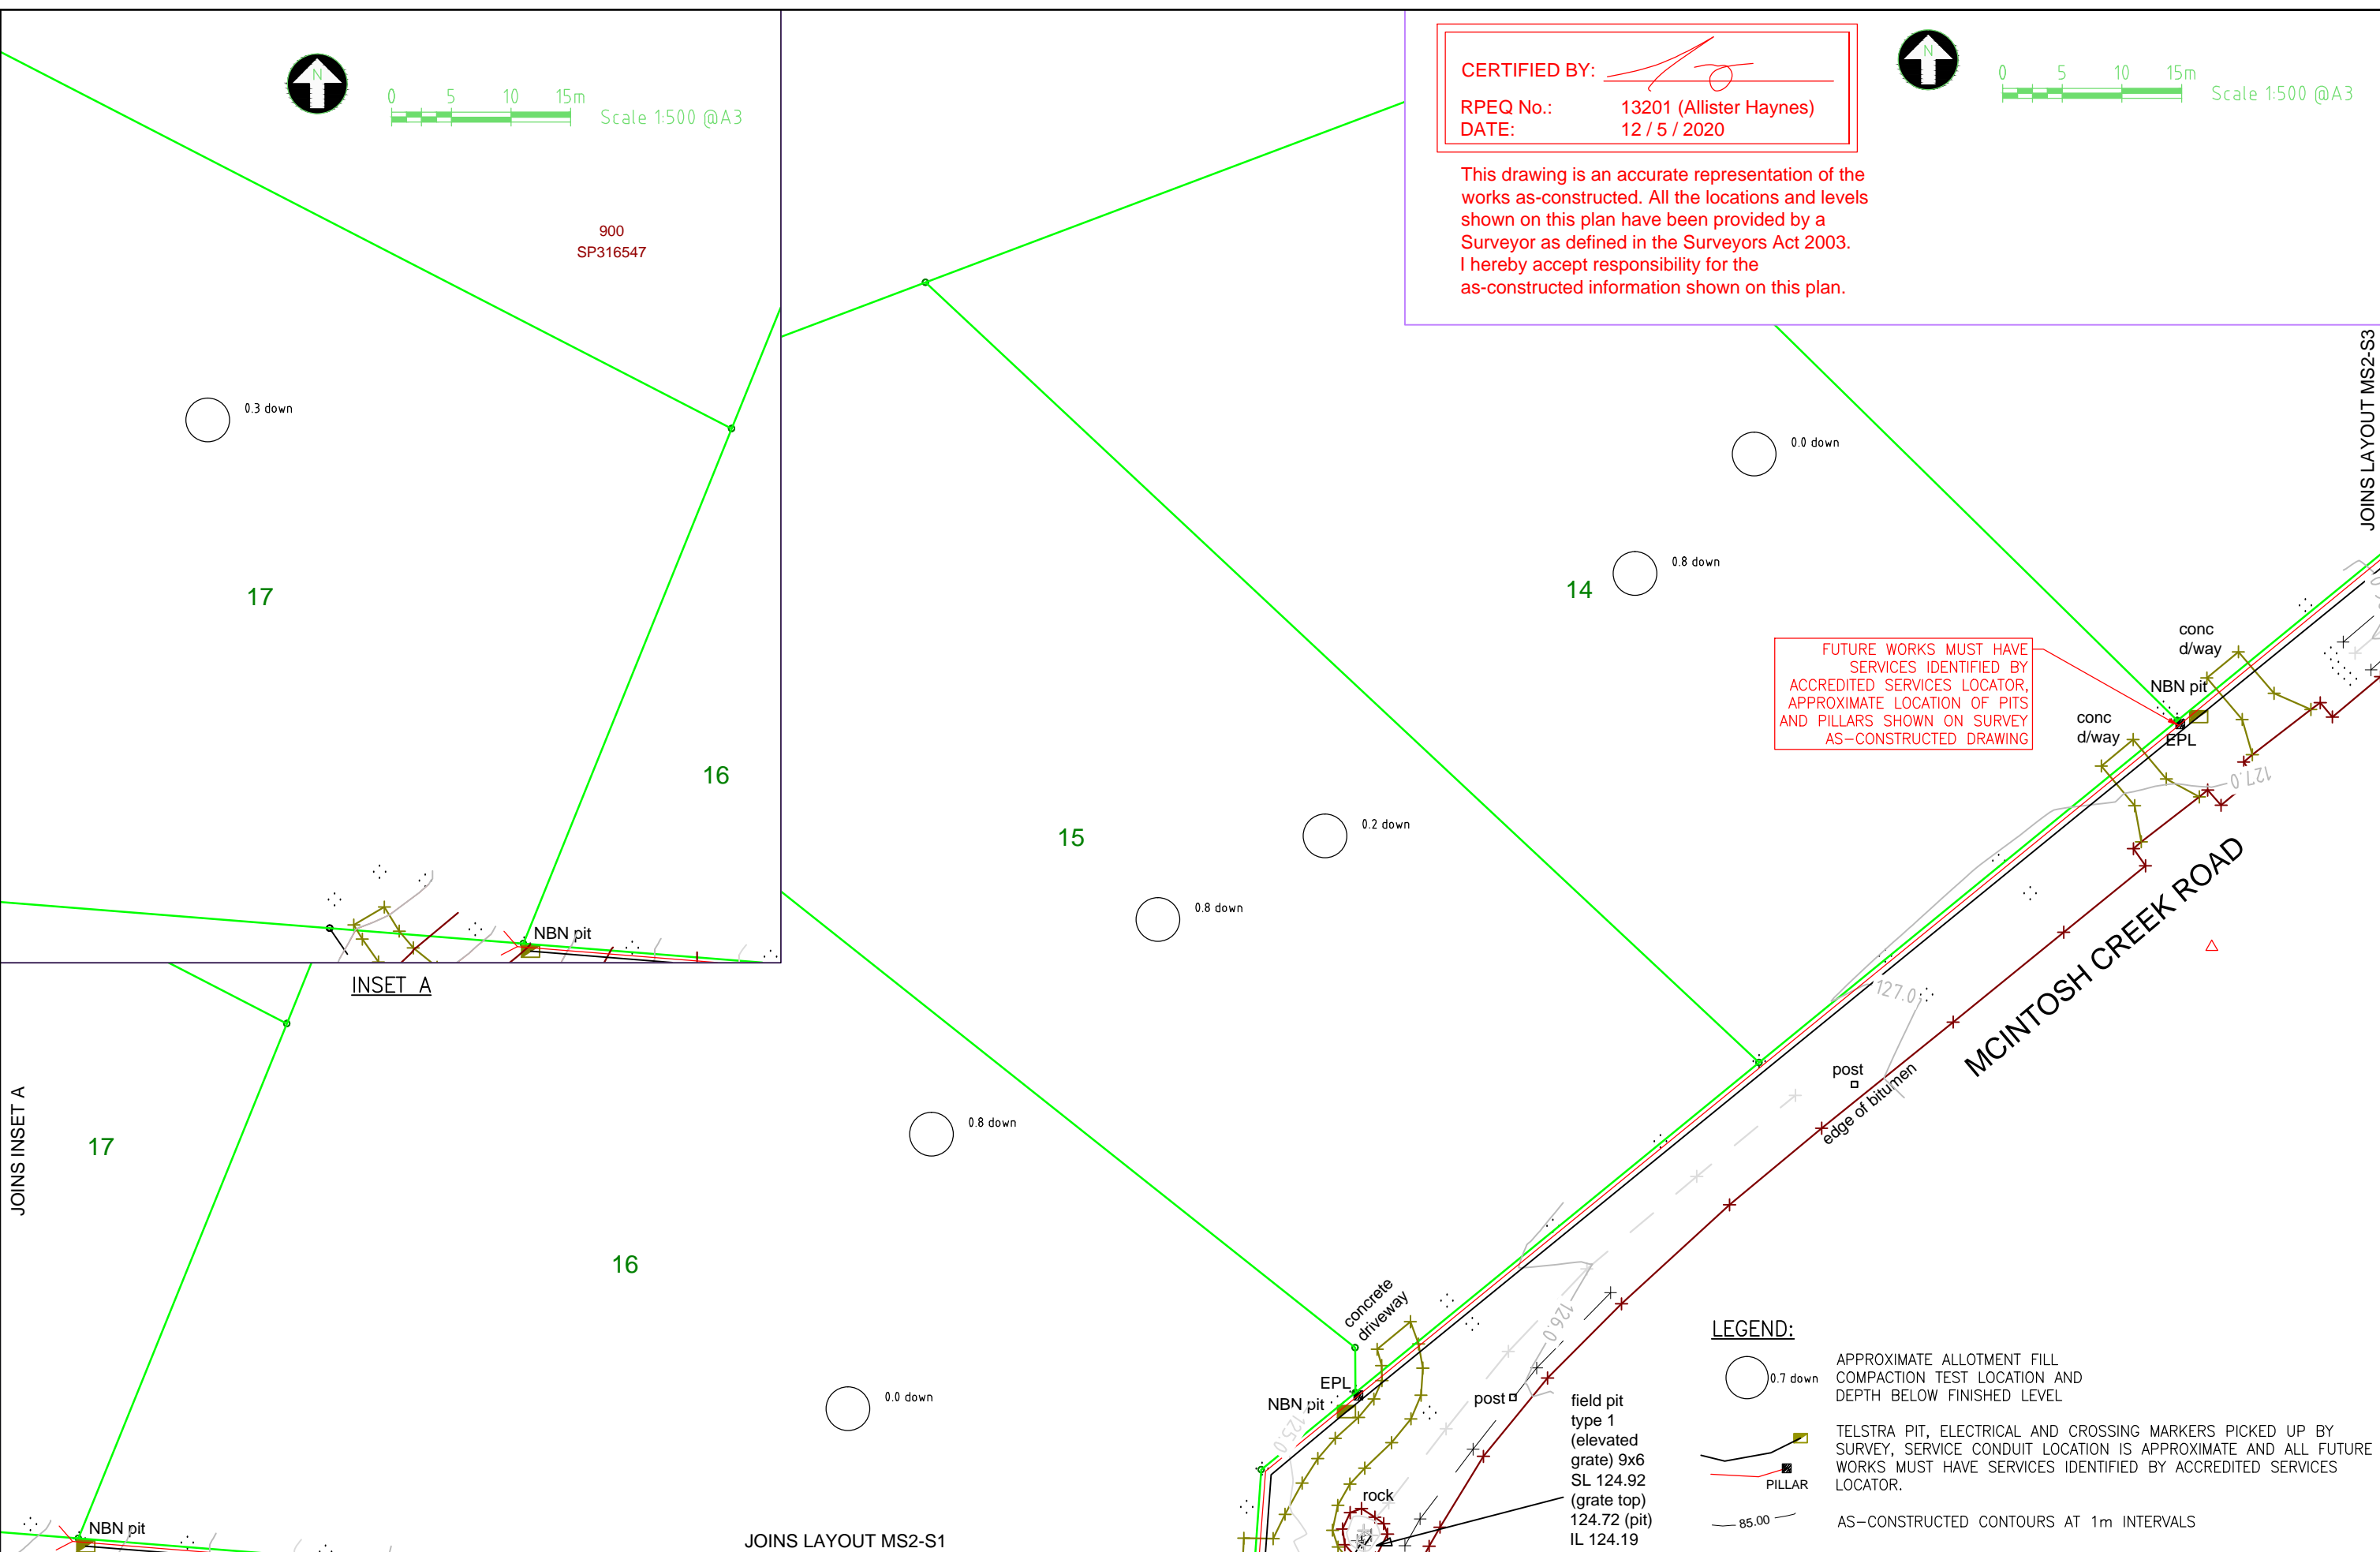 N
0 5 10 15m
Scale 1:500 @A3
900
SP316547
0.3 down
17
16
NBN pit
INSET A
CERTIFIED BY:
RPEQ No.: 13201 (Allister Haynes)
DATE: 12 / 5 / 2020
This drawing is an accurate representation of the
works as-constructed. All the locations and levels
shown on this plan have been provided by a
Surveyor as defined in the Surveyors Act 2003.
I hereby accept responsibility for the
as-constructed information shown on this plan.
N
0 5 10 15m
Scale 1:500 @A3
JOINS LAYOUT MS2-S3
0.0 down
0.8 down
14
FUTURE WORKS MUST HAVE
SERVICES IDENTIFIED BY
ACCREDITED SERVICES LOCATOR,
APPROXIMATE LOCATION OF PITS
AND PILLARS SHOWN ON SURVEY
AS-CONSTRUCTED DRAWING
conc
d/way
NBN pit
conc
d/way
EPL
127.0
15
0.2 down
0.8 down
MCINTOSH CREEK ROAD
127.0
post
edge of bitumen
0.8 down
JOINS INSET A
17
16
0.0 down
concrete
driveway
126.0
EPL
NBN pit
125.0
post
field pit
type 1
(elevated
grate) 9x6
SL 124.92
(grate top)
124.72 (pit)
IL 124.19
rock
NBN pit
JOINS LAYOUT MS2-S1
LEGEND:
0.7 down
APPROXIMATE ALLOTMENT FILL
COMPACTION TEST LOCATION AND
DEPTH BELOW FINISHED LEVEL
PILLAR
TELSTRA PIT, ELECTRICAL AND CROSSING MARKERS PICKED UP BY
SURVEY, SERVICE CONDUIT LOCATION IS APPROXIMATE AND ALL FUTURE
WORKS MUST HAVE SERVICES IDENTIFIED BY ACCREDITED SERVICES
LOCATOR.
85.00
AS-CONSTRUCTED CONTOURS AT 1m INTERVALS